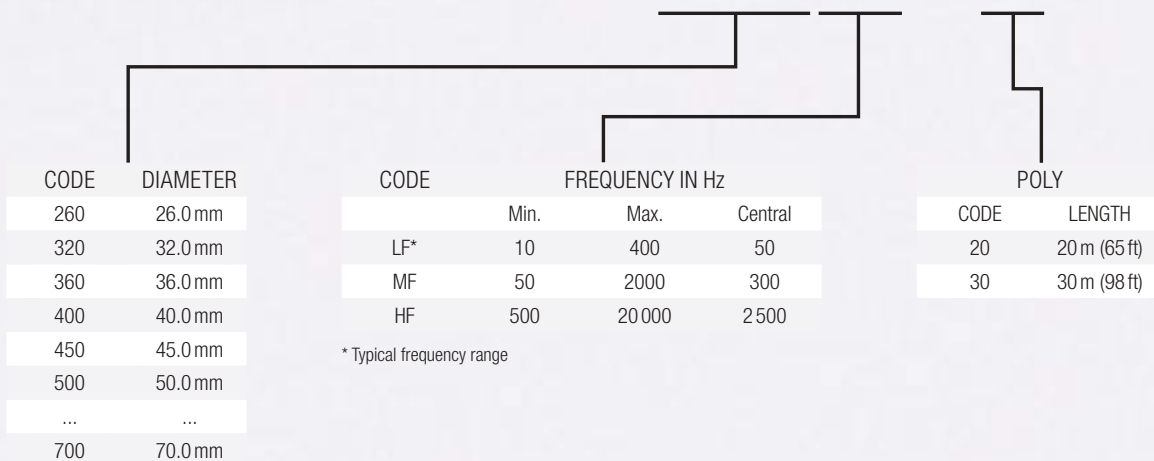 CODE DIAMETER
260 26.0 mm
320 32.0 mm
360 36.0 mm
400 40.0 mm
450 45.0 mm
500 50.0 mm
... ...
700 70.0 mm
CODE FREQUENCY IN Hz
Min. Max. Central
LF* 10 400 50
MF 50 2000 300
HF 500 20 000 2 500
* Typical frequency range
POLY
CODE LENGTH
20 20 m (65 ft)
30 30 m (98 ft)